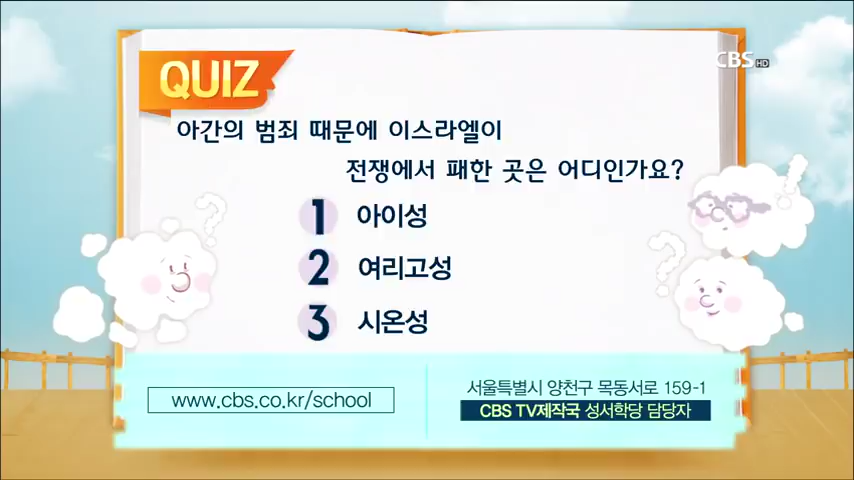 CBS HD
QUIZ
아간의 범죄 때문에 이스라엘이
전쟁에서 패한 곳은 어디인가요?
1 아이성
2 여리고성
3 시온성
www.cbs.co.kr/school
서울특별시 양천구 목동서로 159-1
CBS TV제작국 성서학당 담당자